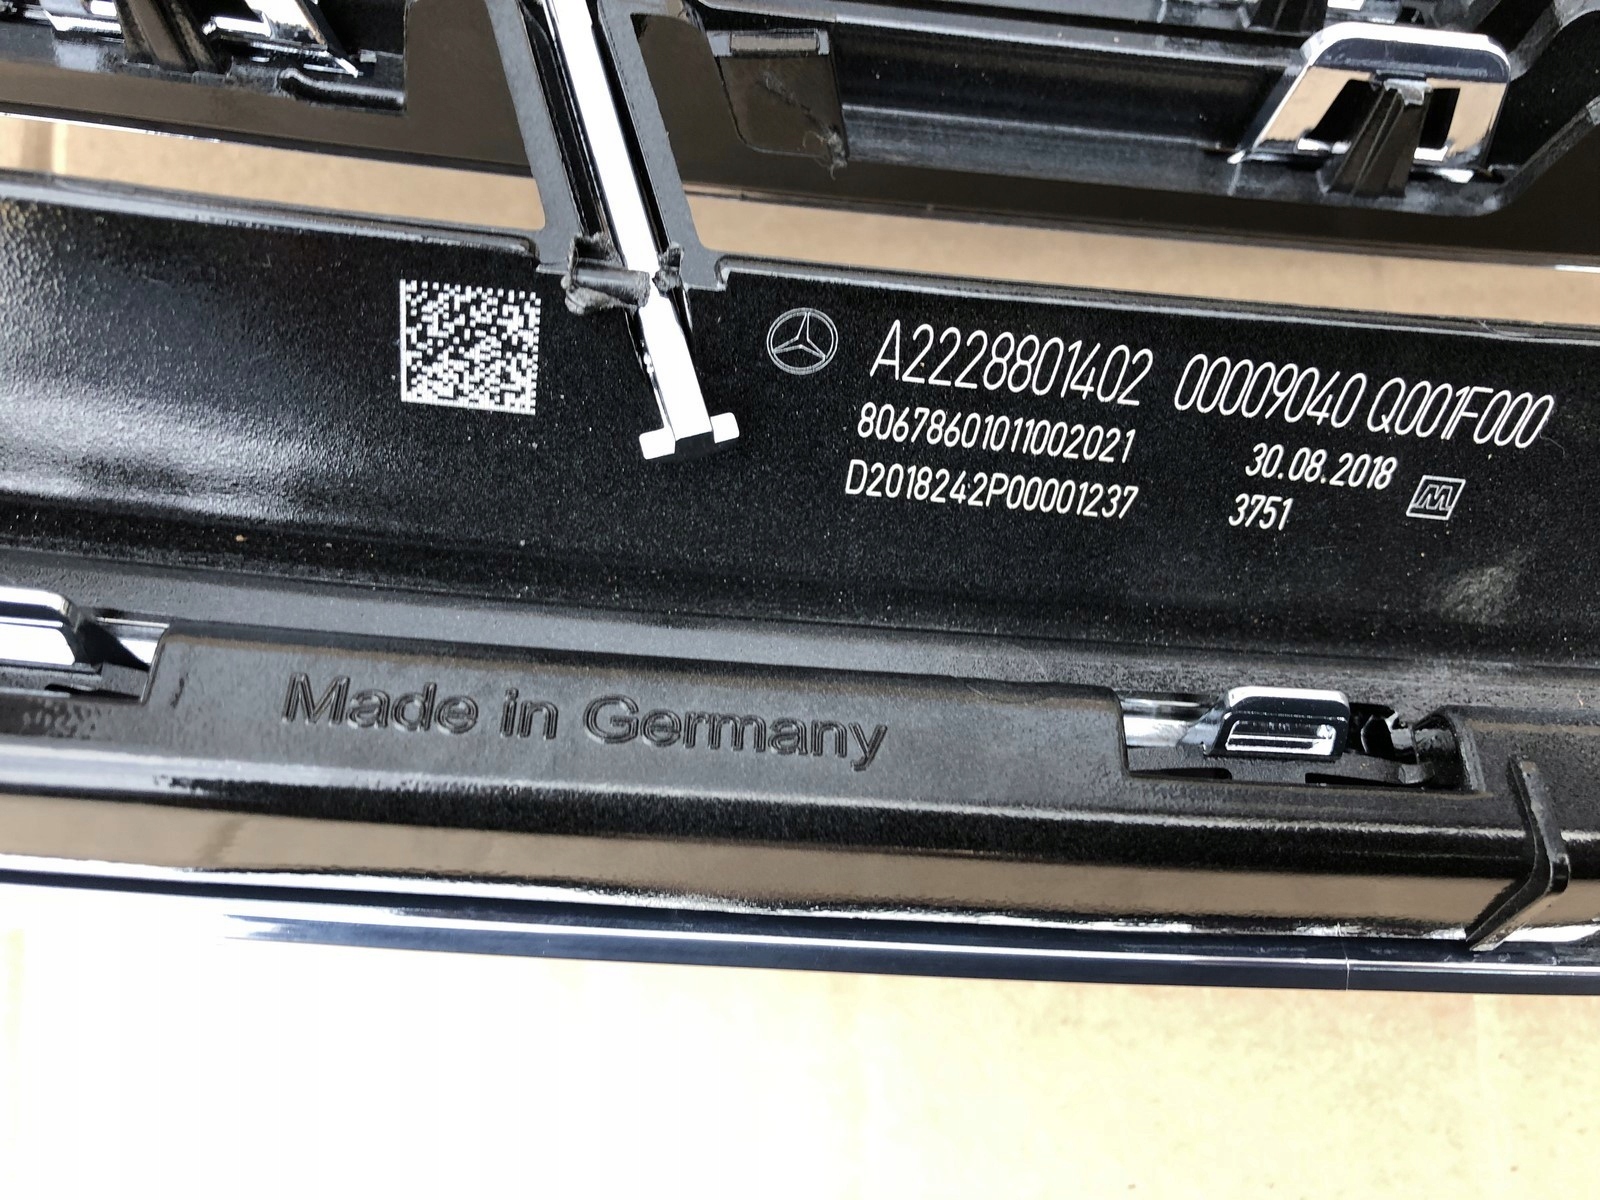 A2228801402 00009040 Q001F000
80678601011002021 30.08.2018
D2018242P00001237 3751
M
Made in Germany